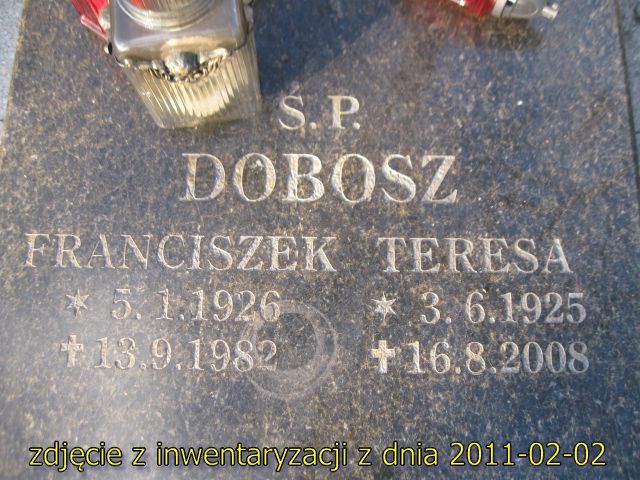 Ś.P.
DOBOSZ
FRANCISZEK TERESA
* 5.1.1926 * 3.6.1925
✝ 13.9.1982 ✝ 16.8.2008
zdjęcie z inwentaryzacji z dnia 2011-02-02